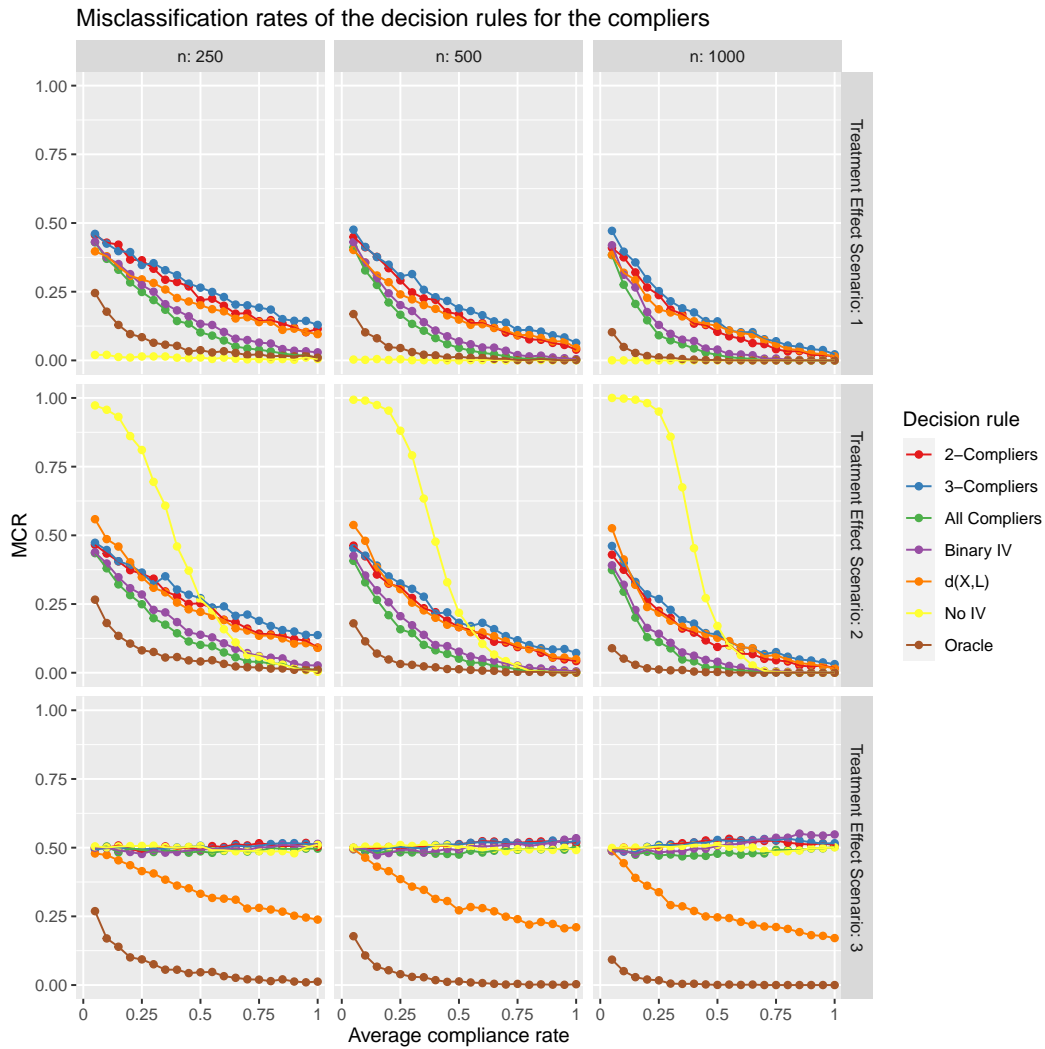 Misclassification rates of the decision rules for the compliers
n: 250
n: 500
n: 1000
1.00
0.75
0.50
0.25
0.00
Treatment Effect Scenario: 1
1.00
0.75
0.50
0.25
0.00
Treatment Effect Scenario: 2
1.00
0.75
0.50
0.25
0.00
Treatment Effect Scenario: 3
MCR
0 0.25 0.5 0.75 1
0 0.25 0.5 0.75 1
0 0.25 0.5 0.75 1
Average compliance rate
Decision rule
2−Compliers
3−Compliers
All Compliers
Binary IV
d(X,L)
No IV
Oracle